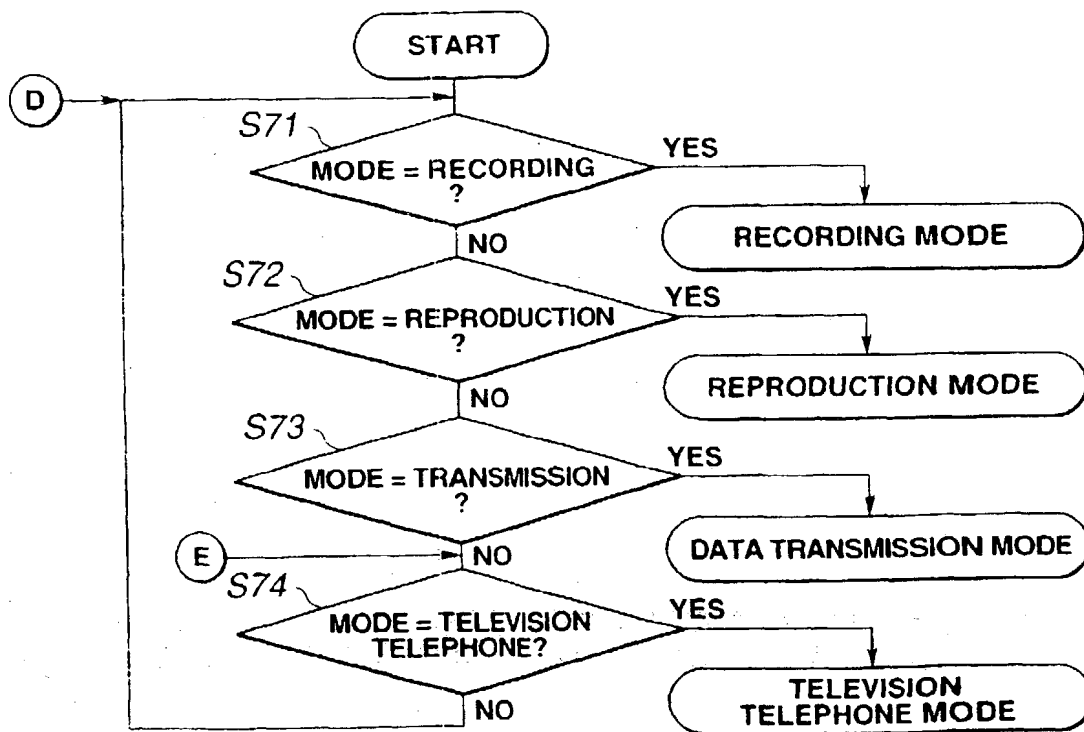 START
D
S71
MODE = RECORDING
?
YES
RECORDING MODE
NO
S72
MODE = REPRODUCTION
?
YES
REPRODUCTION MODE
NO
S73
MODE = TRANSMISSION
?
YES
DATA TRANSMISSION MODE
NO
E
S74
MODE = TELEVISION
TELEPHONE?
YES
TELEVISION
TELEPHONE MODE
NO